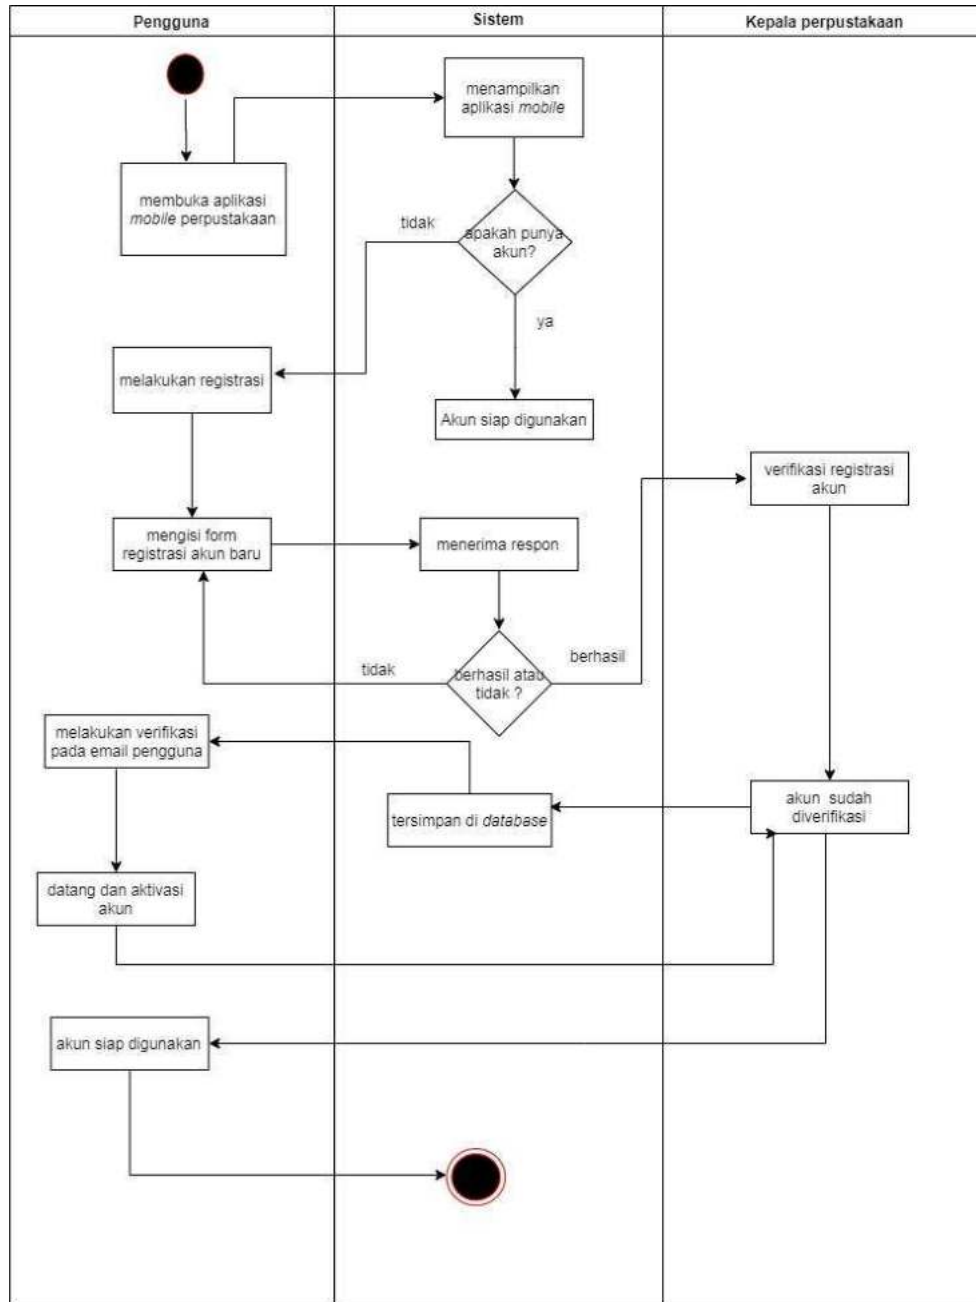 Pengguna
Sistem
Kepala perpustakaan
menampilkan
aplikasi mobile
membuka aplikasi
mobile perpustakaan
tidak
apakah punya
akun?
ya
melakukan registrasi
Akun siap digunakan
verifikasi registrasi
akun
mengisi form
registrasi akun baru
menerima respon
tidak
berhasil atau
tidak ?
berhasil
melakukan verifikasi
pada email pengguna
tersimpan di database
akun sudah
diverifikasi
datang dan aktivasi
akun
akun siap digunakan